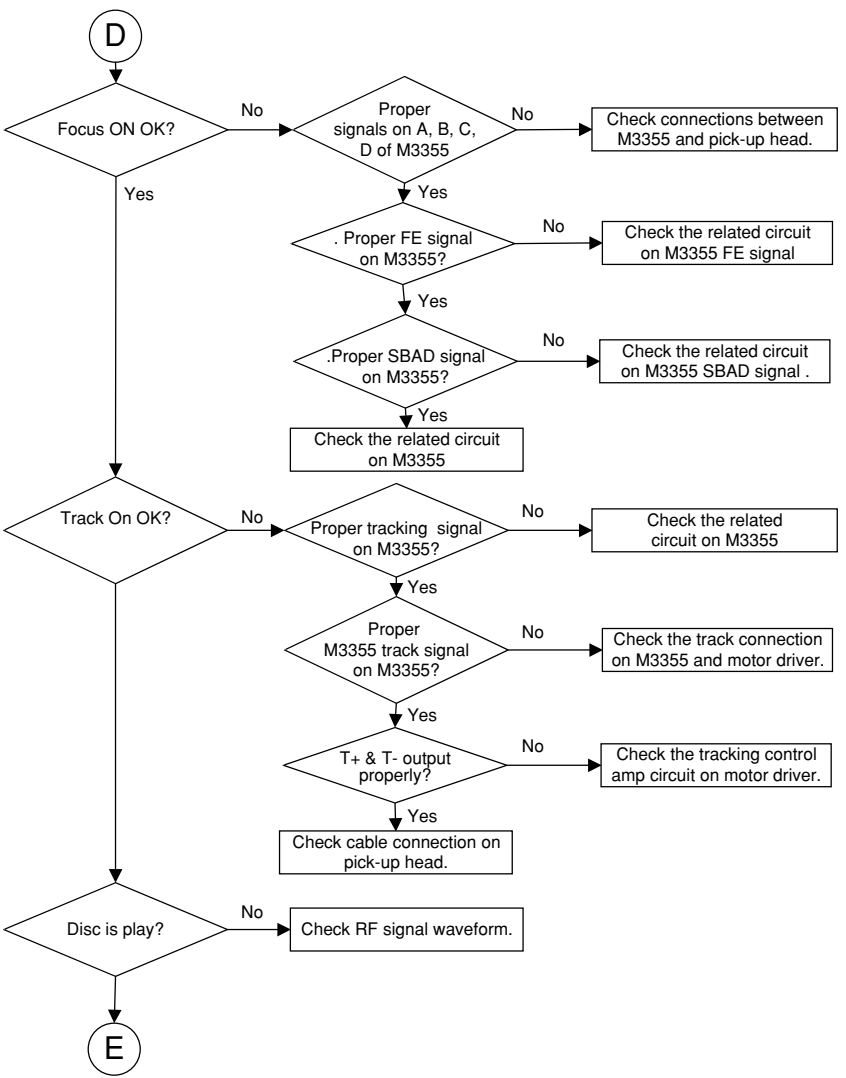 D
Focus ON OK?
No
Proper
signals on A, B, C,
D of M3355
No
Check connections between
M3355 and pick-up head.
Yes
Yes
. Proper FE signal
on M3355?
No
Check the related circuit
on M3355 FE signal
Yes
.Proper SBAD signal
on M3355?
No
Check the related circuit
on M3355 SBAD signal .
Yes
Check the related circuit
on M3355
Track On OK?
No
Proper tracking signal
on M3355?
No
Check the related
circuit on M3355
Yes
Proper
M3355 track signal
on M3355?
No
Check the track connection
on M3355 and motor driver.
Yes
T+ & T- output
properly?
No
Check the tracking control
amp circuit on motor driver.
Yes
Check cable connection on
pick-up head.
Disc is play?
No
Check RF signal waveform.
E